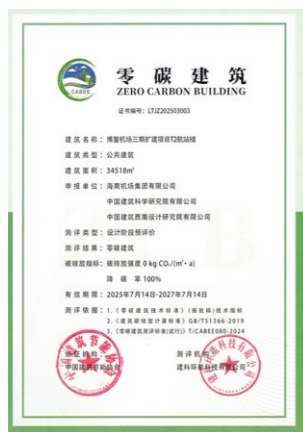 CABEE
零碳建筑
ZERO CARBON BUILDING
证书编号: LTJZ202503003
建筑名称: 博鳌机场三期扩建项目T2航站楼
建筑类型: 公共建筑
建筑面积: 34518m²
申报单位: 海南机场集团有限公司
中国建筑科学研究院有限公司
中国建筑西南设计研究院有限公司
测评类型: 设计阶段预评价
测评结果: 零碳建筑
碳排放指标: 碳排放强度 0 kg CO₂/(m²·a)
降碳率 100%
有效期限: 2025年7月14日-2027年7月14日
测评依据: 1.《零碳建筑技术标准》(报批稿)技术指标
2.《建筑碳排放计算标准》GB/T51366-2019
3.《零碳建筑测评标准(试行)》T/CABEE080-2024
测评机构:
中国建筑节能协会
建科环能科技有限公司